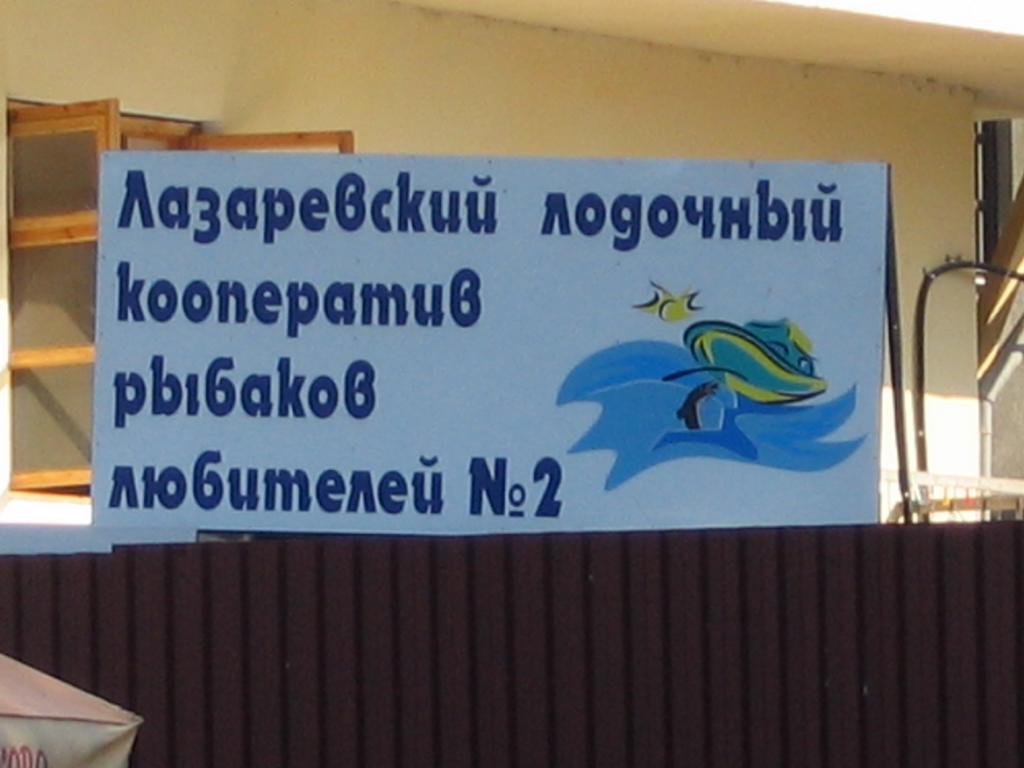 Лазаревский лодочный
кооператив
рыбаков
любителей №2